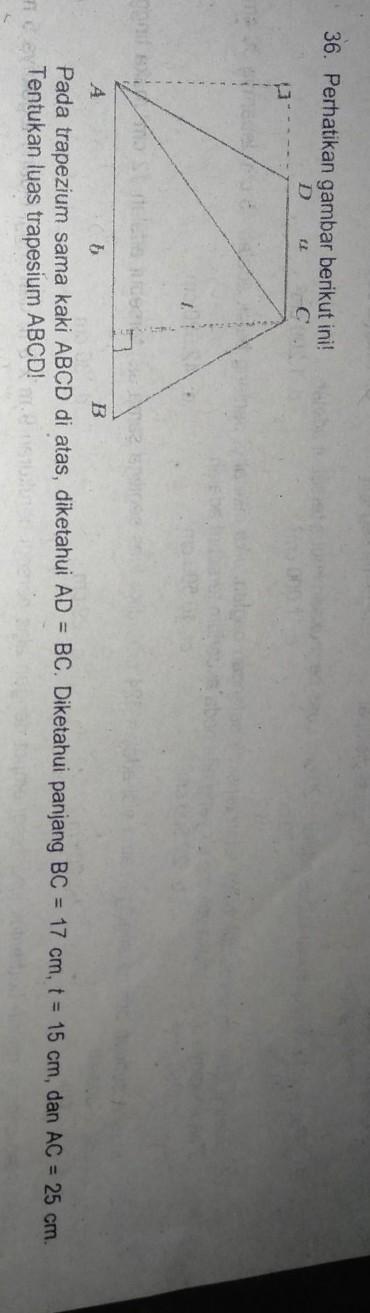 36. Perhatikan gambar berikut ini!
D a C
t
A b B
Pada trapezium sama kaki ABCD di atas, diketahui AD = BC. Diketahui panjang BC = 17 cm, t = 15 cm, dan AC = 25 cm.
Tentukan luas trapesium ABCD!